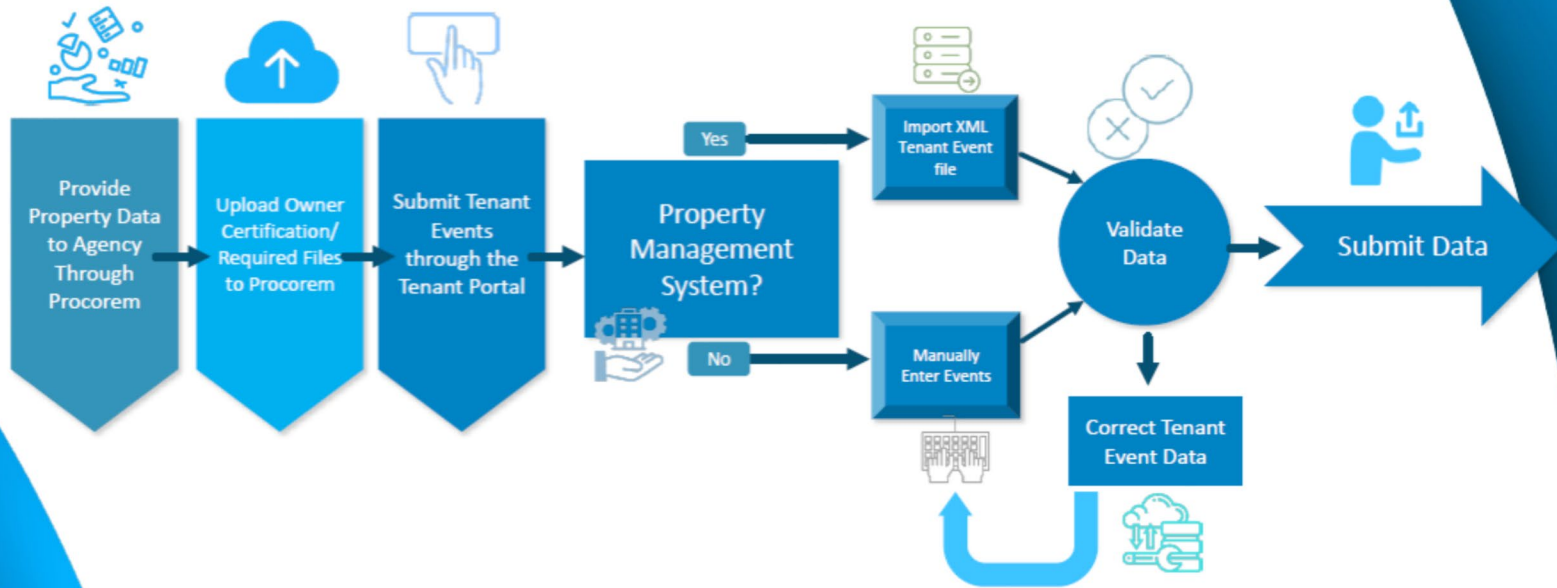 Provide
Property Data
to Agency
Through
Procorem
Upload Owner
Certification/
Required Files
to Procorem
Submit Tenant
Events
through the
Tenant Portal
Property
Management
System?
Yes
No
Import XML
Tenant Event
file
Manually
Enter Events
Validate
Data
Correct Tenant
Event Data
Submit Data